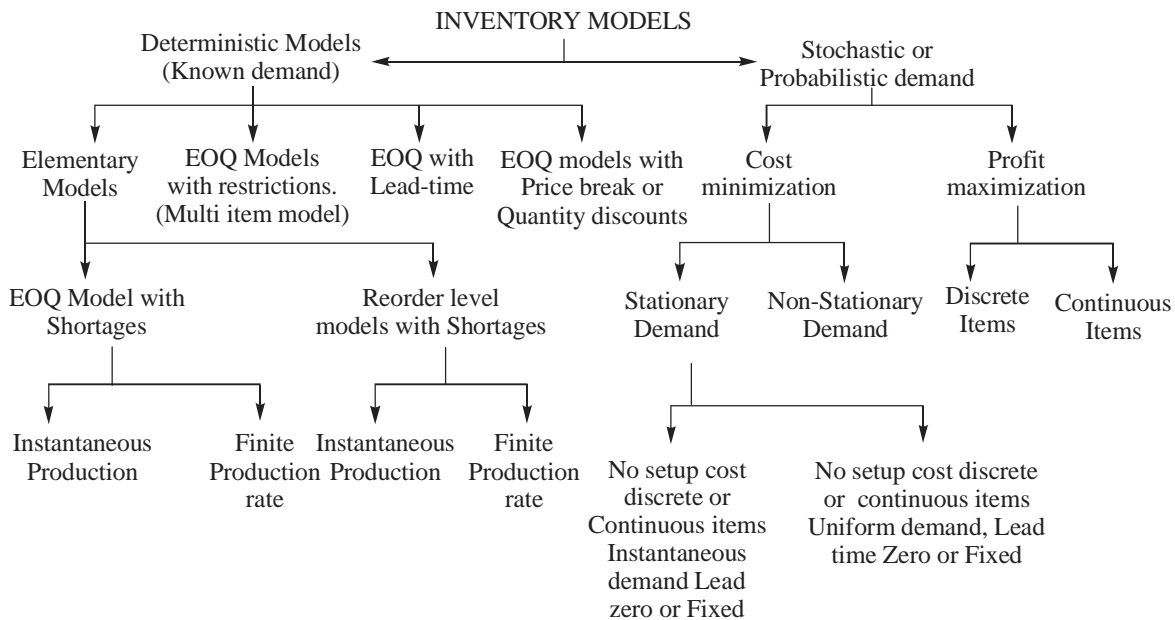 INVENTORY MODELS
Deterministic Models
(Known demand)
Stochastic or
Probabilistic demand
Elementary
Models
EOQ Models
with restrictions.
(Multi item model)
EOQ with
Lead-time
EOQ models with
Price break or
Quantity discounts
Cost
minimization
Profit
maximization
EOQ Model with
Shortages
Reorder level
models with Shortages
Stationary
Demand
Non-Stationary
Demand
Discrete
Items
Continuous
Items
Instantaneous
Production
Finite
Production
rate
Instantaneous
Production
Finite
Production
rate
No setup cost
discrete or
Continuous items
Instantaneous
demand Lead
zero or Fixed
No setup cost discrete
or continuous items
Uniform demand, Lead
time Zero or Fixed